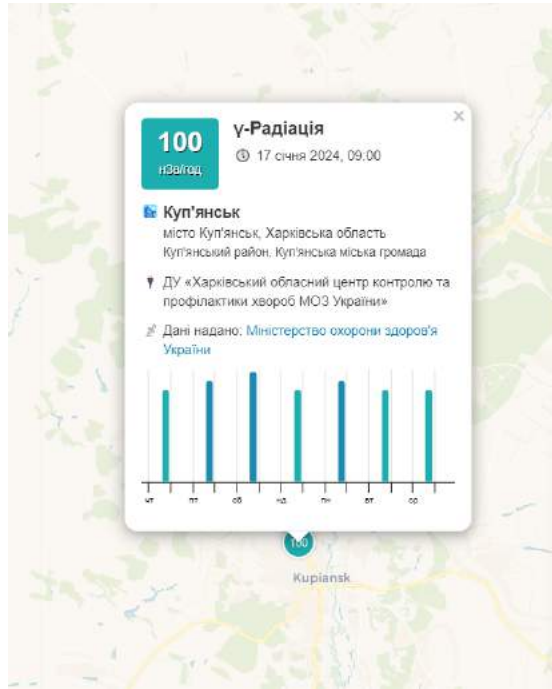 100
нЗв/год
γ-Радіація
17 січня 2024, 09:00
Куп'янськ
місто Куп'янськ, Харківська область
Куп'янський район, Куп'янська міська громада
ДУ «Харківський обласний центр контролю та
профілактики хвороб МОЗ України»
Дані надано: Міністерство охорони здоров'я
України
чт пт сб нд пн вт ср
100
Kupiansk